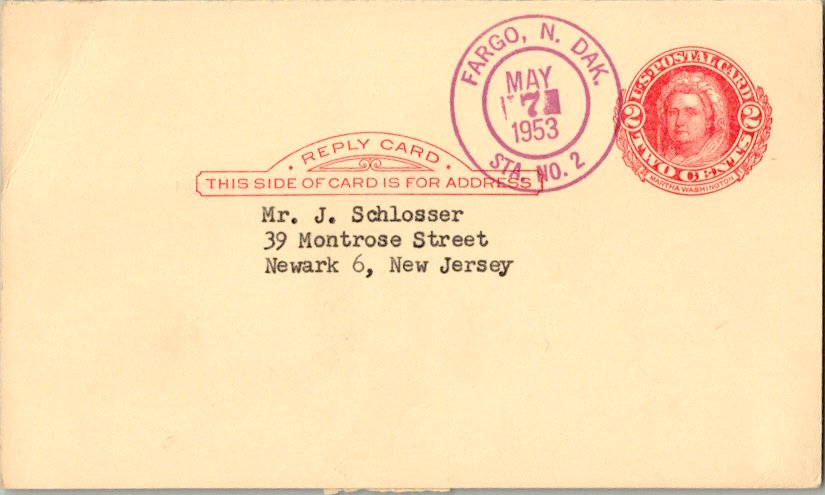 FARGO, N. DAK.
MAY
7
1953
STA. NO. 2
U.S. POSTAL CARD
2 2
TWO CENTS
MARTHA WASHINGTON
· REPLY CARD ·
THIS SIDE OF CARD IS FOR ADDRESS
Mr. J. Schlosser
39 Montrose Street
Newark 6, New Jersey